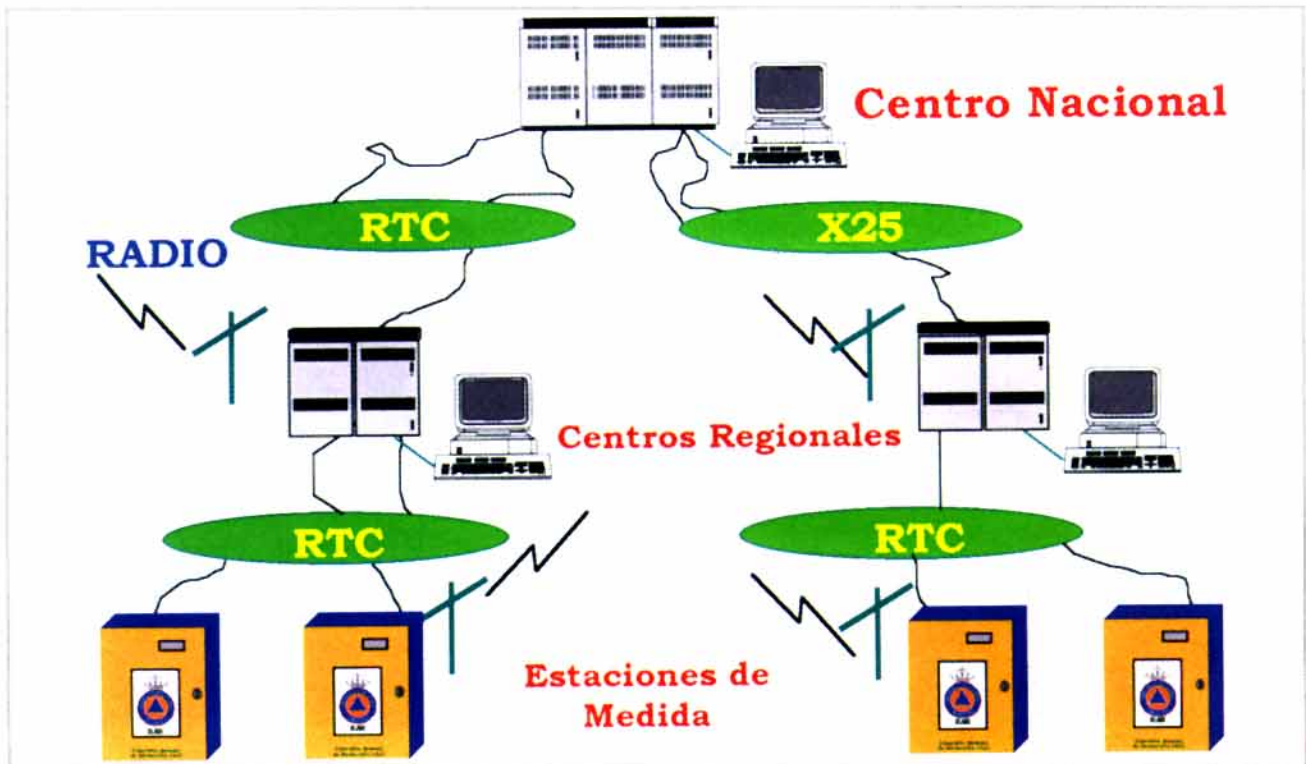 Centro Nacional
RTC
X25
RADIO
Centros Regionales
RTC
RTC
Estaciones de
Medida